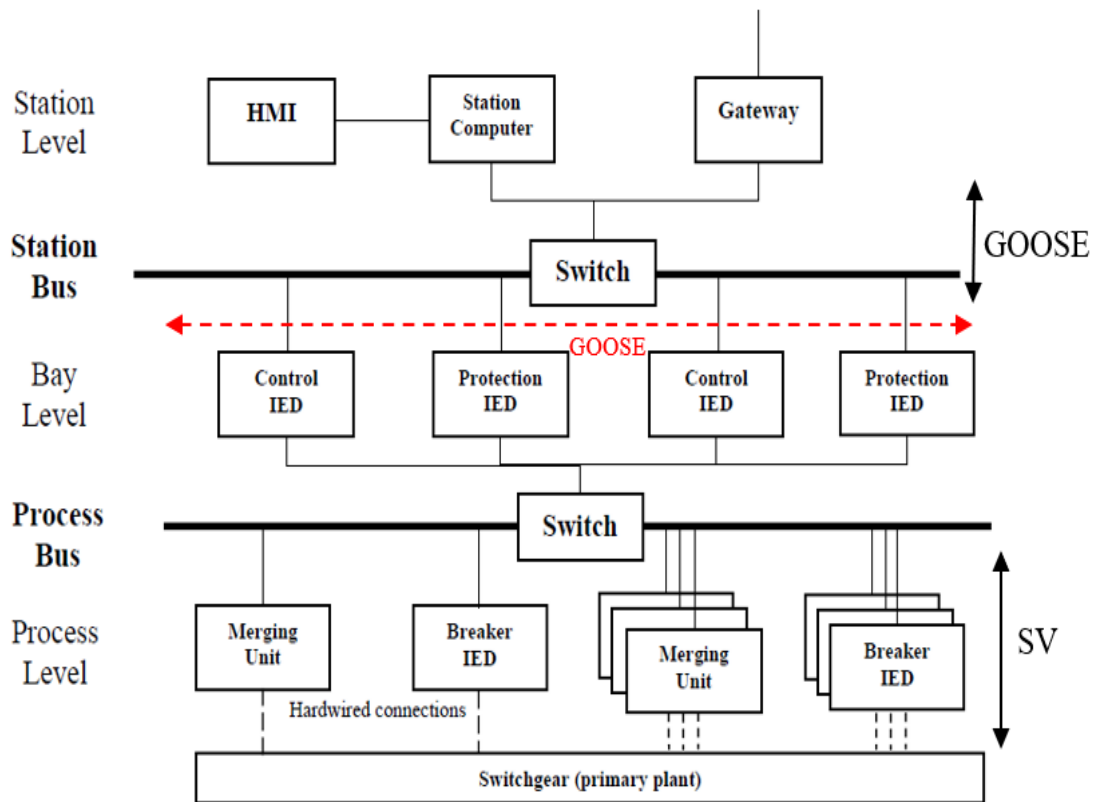 Station
Level
HMI
Station
Computer
Gateway
Station
Bus
Switch
GOOSE
GOOSE
Bay
Level
Control
IED
Protection
IED
Control
IED
Protection
IED
Process
Bus
Switch
Process
Level
Merging
Unit
Breaker
IED
Merging
Unit
Breaker
IED
SV
Hardwired connections
Switchgear (primary plant)